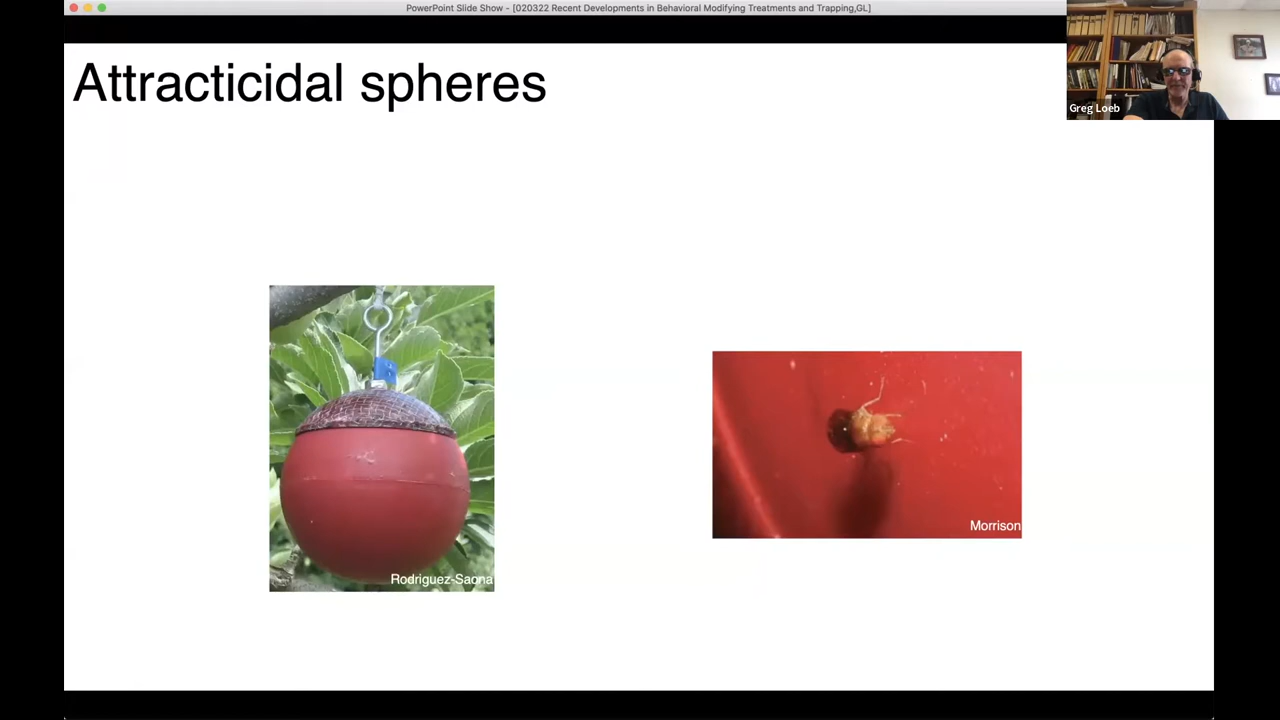 PowerPoint Slide Show - [020322 Recent Developments in Behavioral Modifying Treatments and Trapping,GL]
Greg Loeb
Attracticidal spheres
Rodriguez-Saona
Morrison